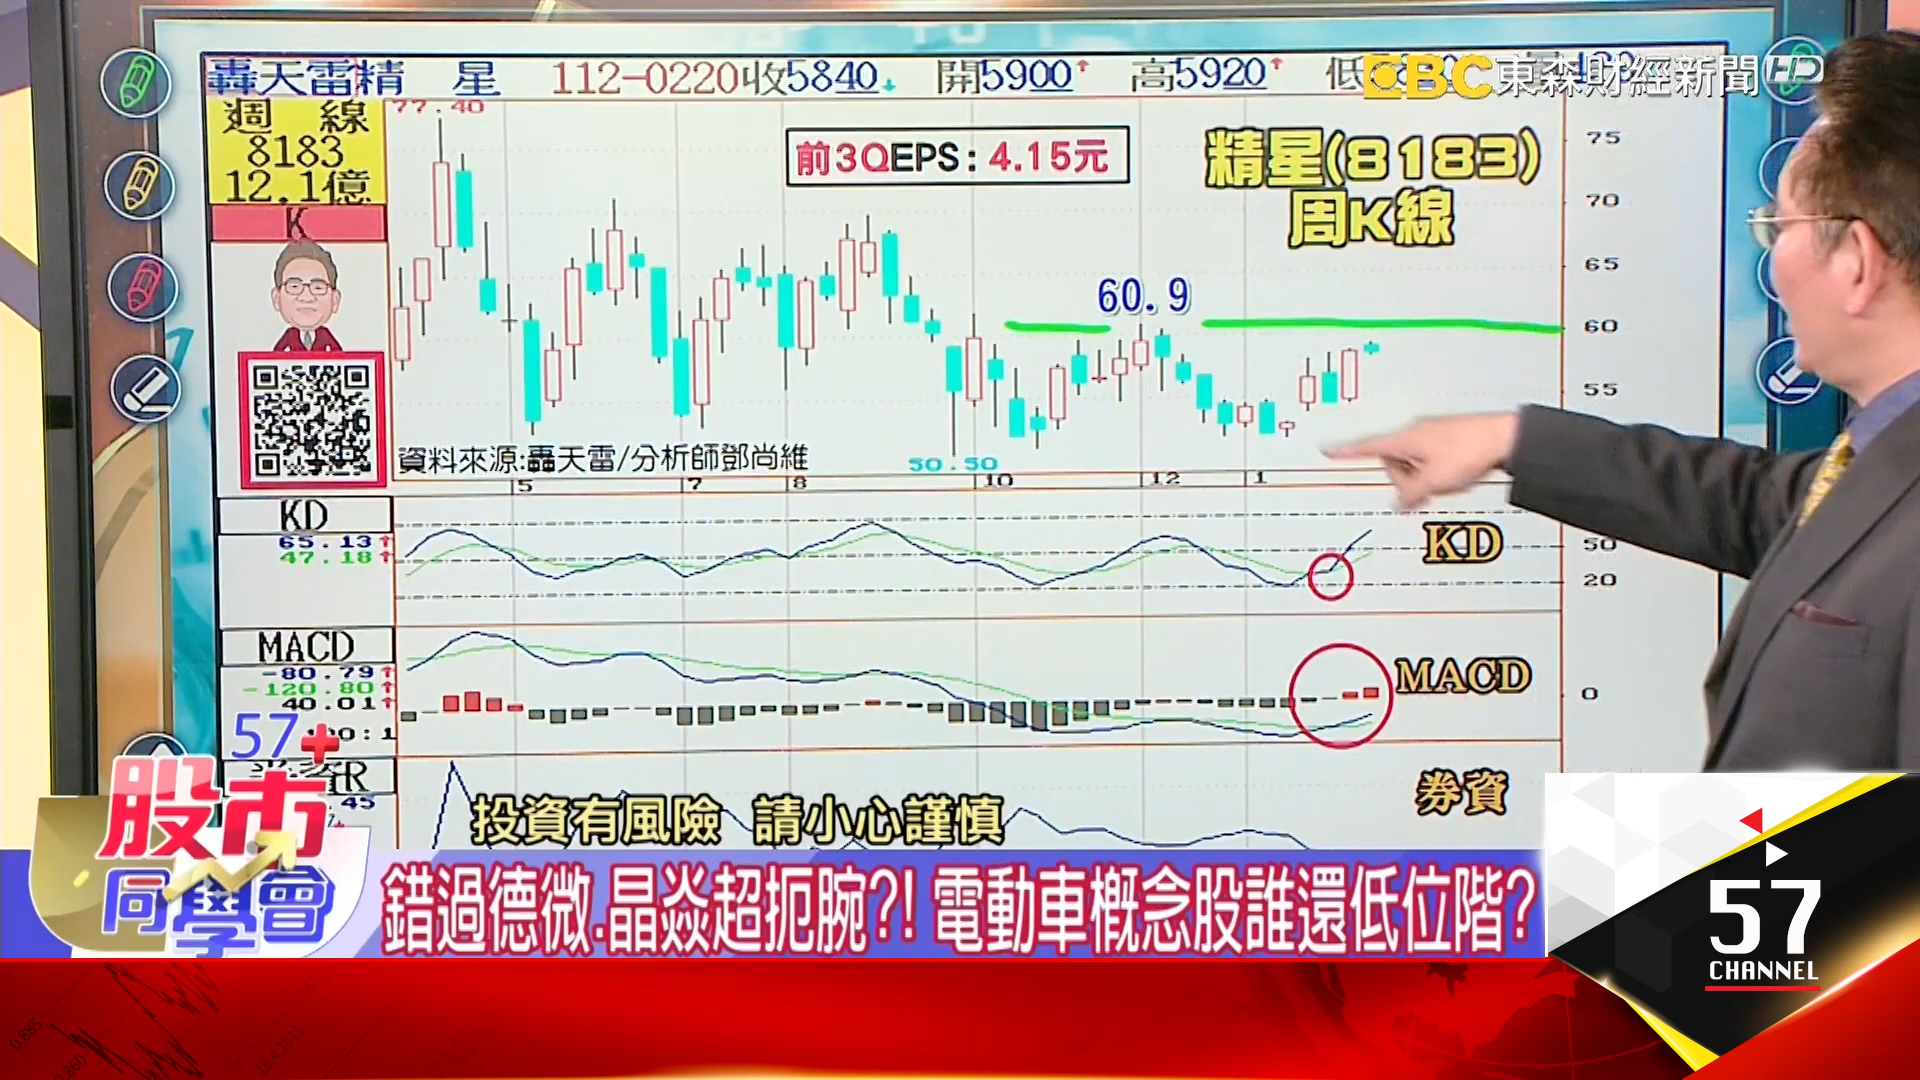 轟天雷精 星 112-0220收5840 開5900 高5920 低
EBC東森財經新聞
HD
週 線
8183
12.1億
K
77.40
前3QEPS:4.15元
精星(8183)
周K線
60.9
75
70
65
60
55
資料來源:轟天雷/分析師鄧尚維
50.50
5
7
8
10
12
1
KD
65.13
47.18
KD
50
20
MACD
-80.79
-120.80
40.01
MACD
0
券資
57
股市
同學會
投資有風險 請小心謹慎
錯過德微.晶焱超扼腕?! 電動車概念股誰還低位階?
57
CHANNEL